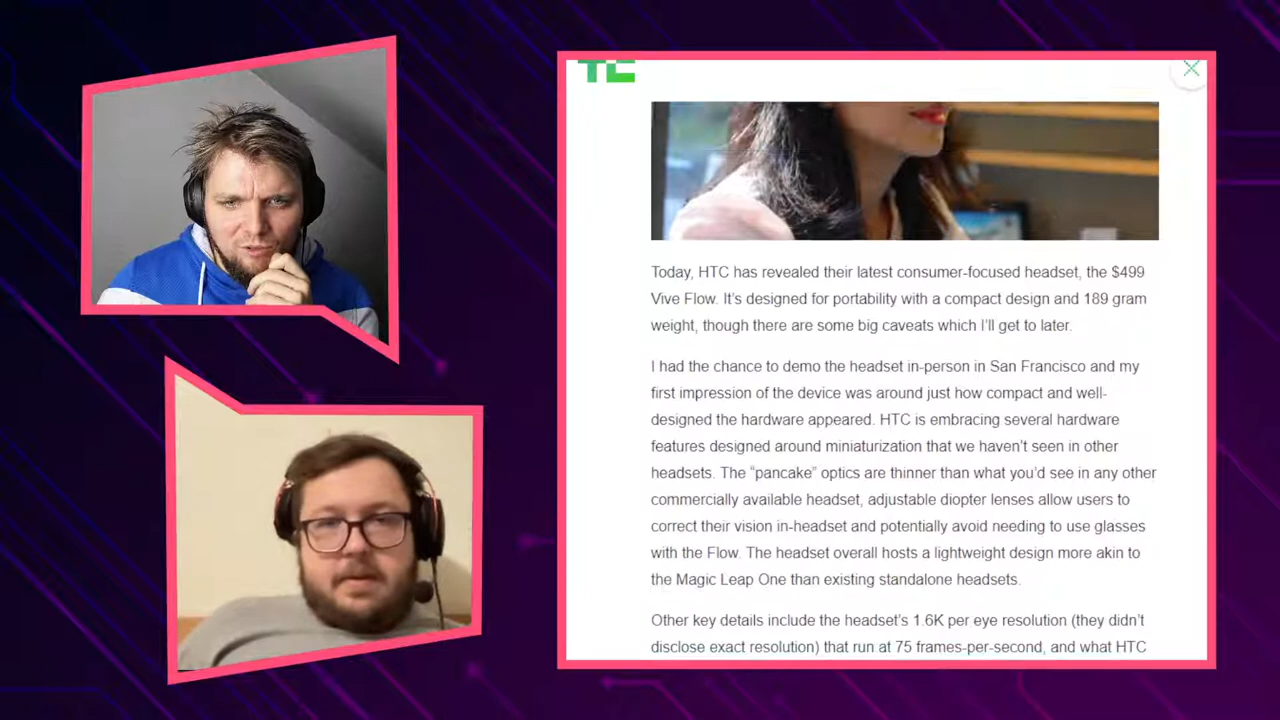 TC
Today, HTC has revealed their latest consumer-focused headset, the $499
Vive Flow. It's designed for portability with a compact design and 189 gram
weight, though there are some big caveats which I'll get to later.
I had the chance to demo the headset in-person in San Francisco and my
first impression of the device was around just how compact and well-
designed the hardware appeared. HTC is embracing several hardware
features designed around miniaturization that we haven't seen in other
headsets. The “pancake” optics are thinner than what you'd see in any other
commercially available headset, adjustable diopter lenses allow users to
correct their vision in-headset and potentially avoid needing to use glasses
with the Flow. The headset overall hosts a lightweight design more akin to
the Magic Leap One than existing standalone headsets.
Other key details include the headset's 1.6K per eye resolution (they didn't
disclose exact resolution) that run at 75 frames-per-second, and what HTC